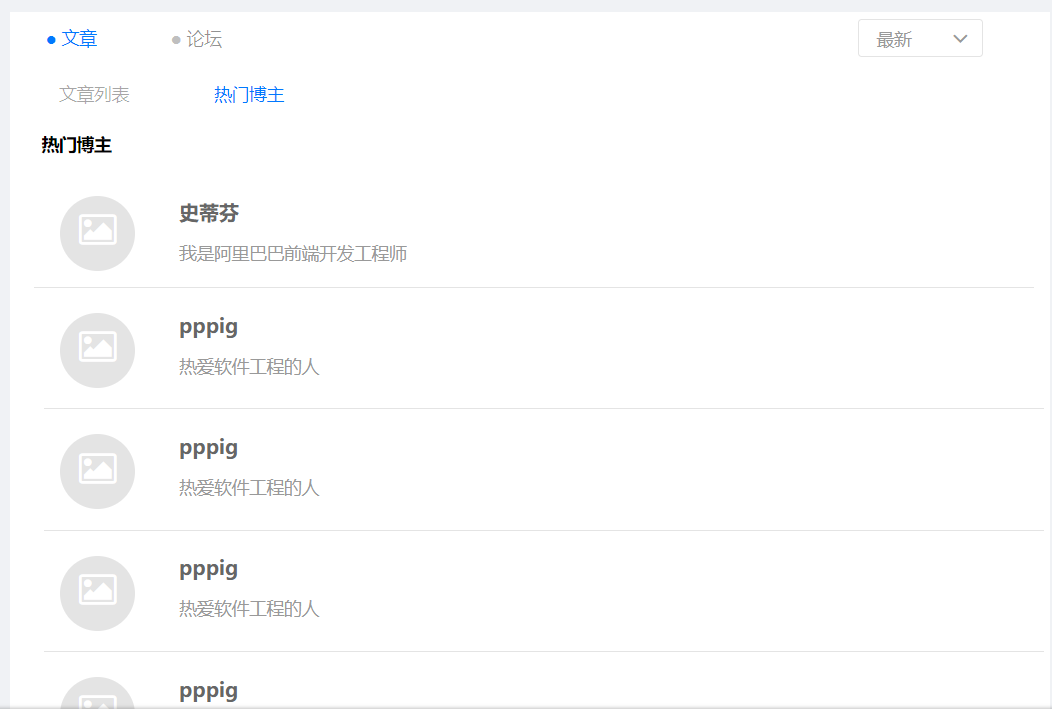 文章 论坛 最新
文章列表 热门博主
热门博主
史蒂芬
我是阿里巴巴前端开发工程师
pppig
热爱软件工程的人
pppig
热爱软件工程的人
pppig
热爱软件工程的人
pppig